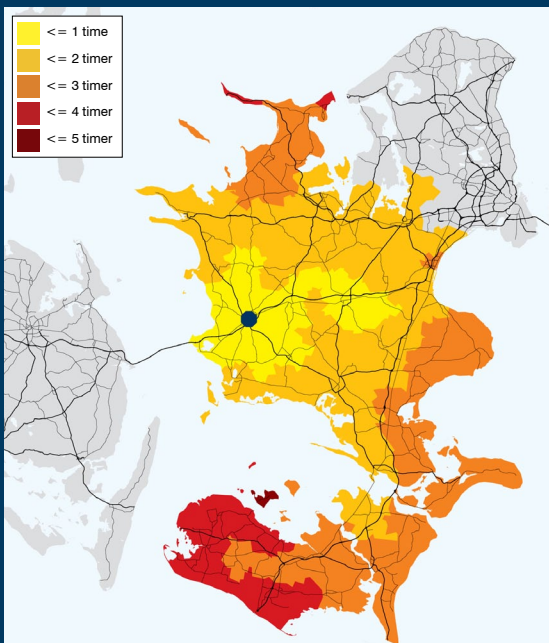 <= 1 time
<= 2 timer
<= 3 timer
<= 4 timer
<= 5 timer